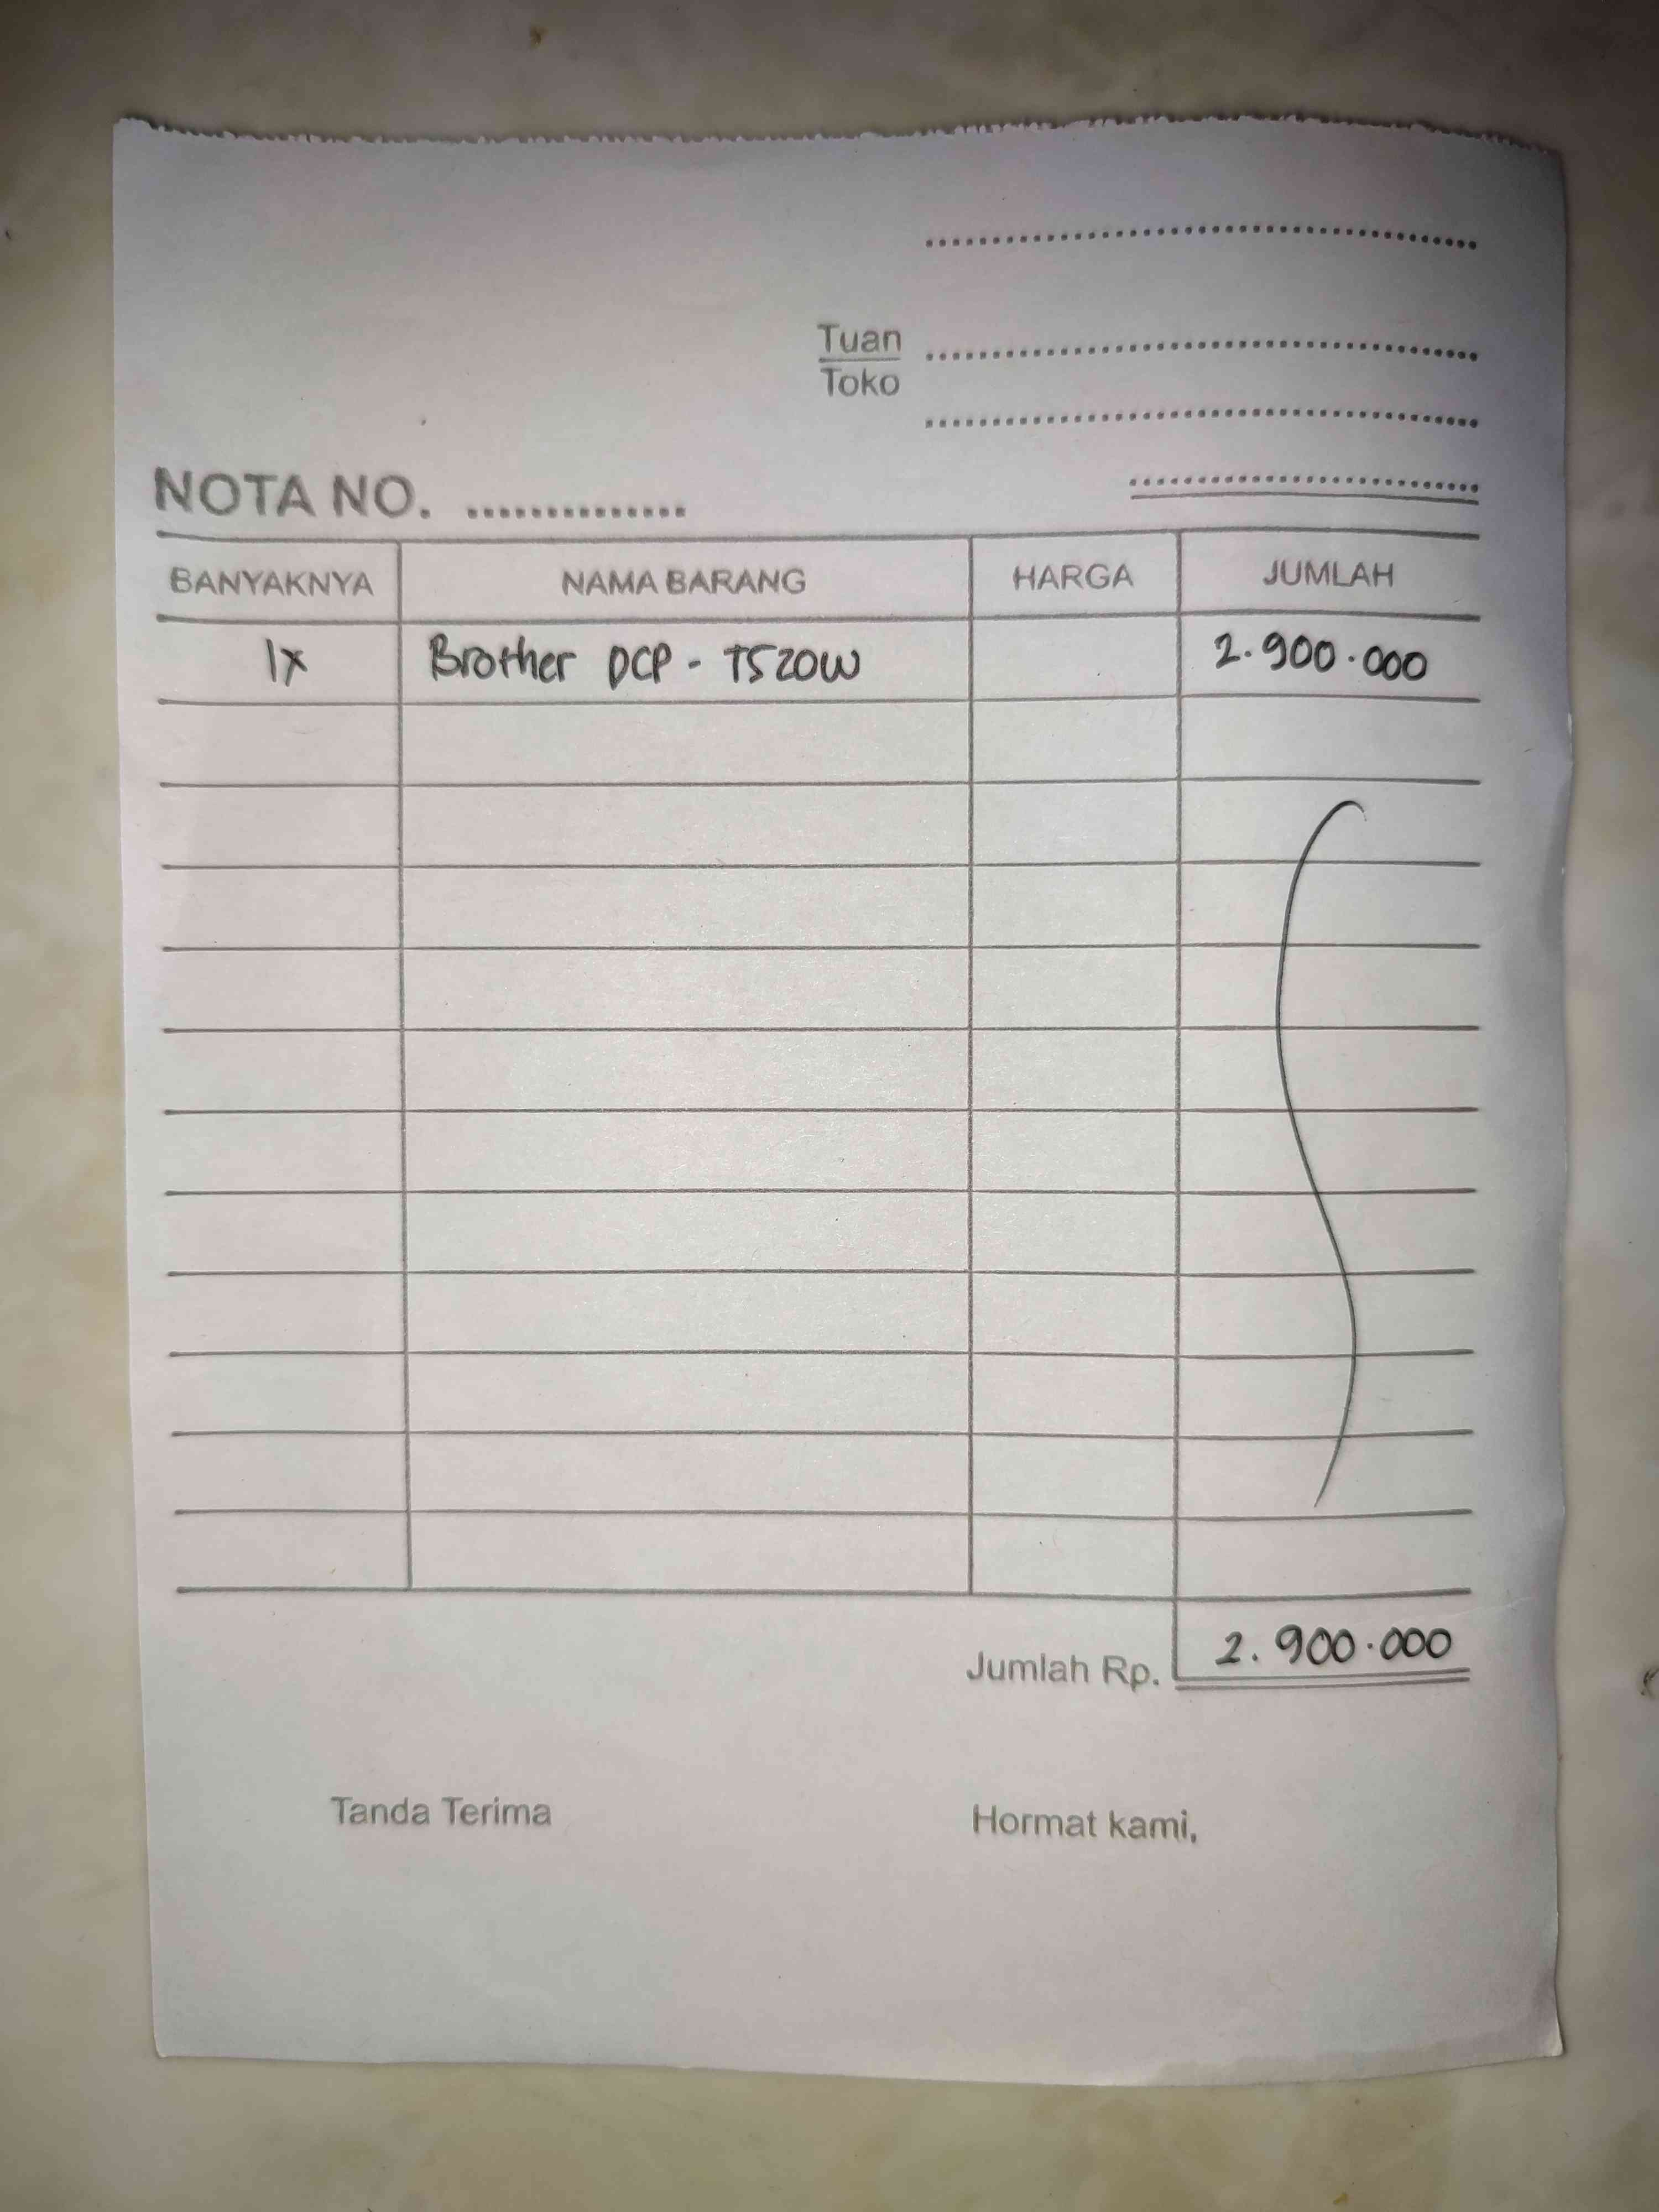 Tuan
Toko
NOTA NO. ..............
BANYAKNYA NAMA BARANG HARGA JUMLAH
1x Brother DCP - T520W 2.900.000
Jumlah Rp. 2.900.000
Tanda Terima Hormat kami,